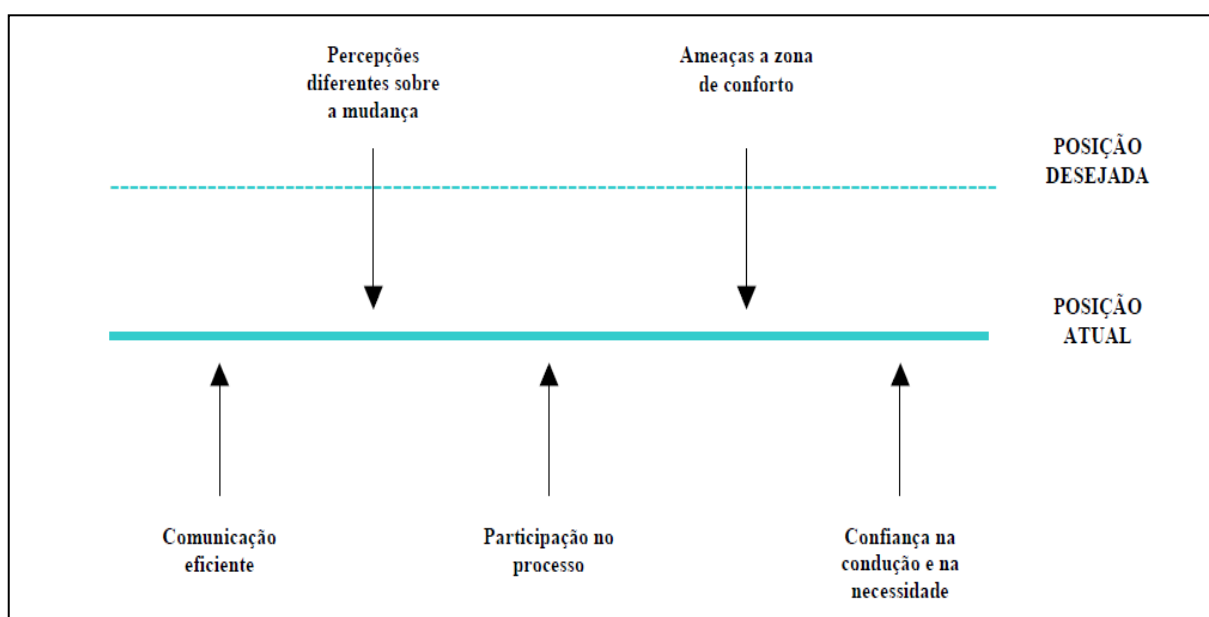 Percepções
diferentes sobre
a mudança
Ameaças a zona
de conforto
POSIÇÃO
DESEJADA
POSIÇÃO
ATUAL
Comunicação
eficiente
Participação no
processo
Confiança na
condução e na
necessidade